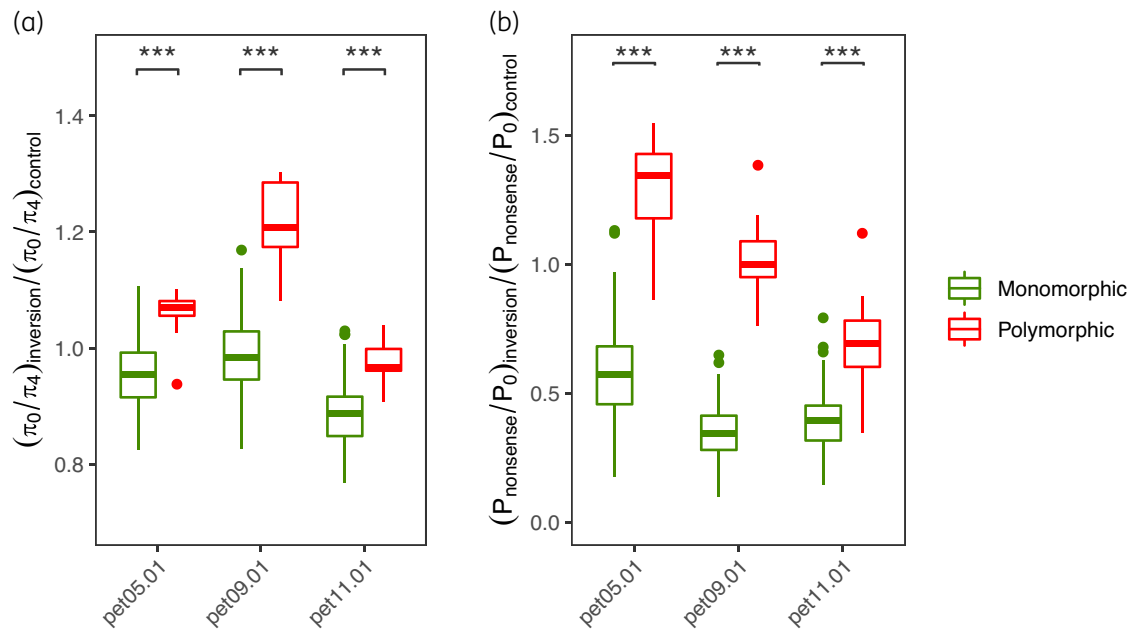 (a)
(π0/π4)inversion/(π0/π4)control
1.4
1.2
1.0
0.8
***
***
***
pet05.01
pet09.01
pet11.01
(b)
(Pnonsense/P0)inversion/(Pnonsense/P0)control
1.5
1.0
0.5
0.0
***
***
***
pet05.01
pet09.01
pet11.01
Monomorphic
Polymorphic